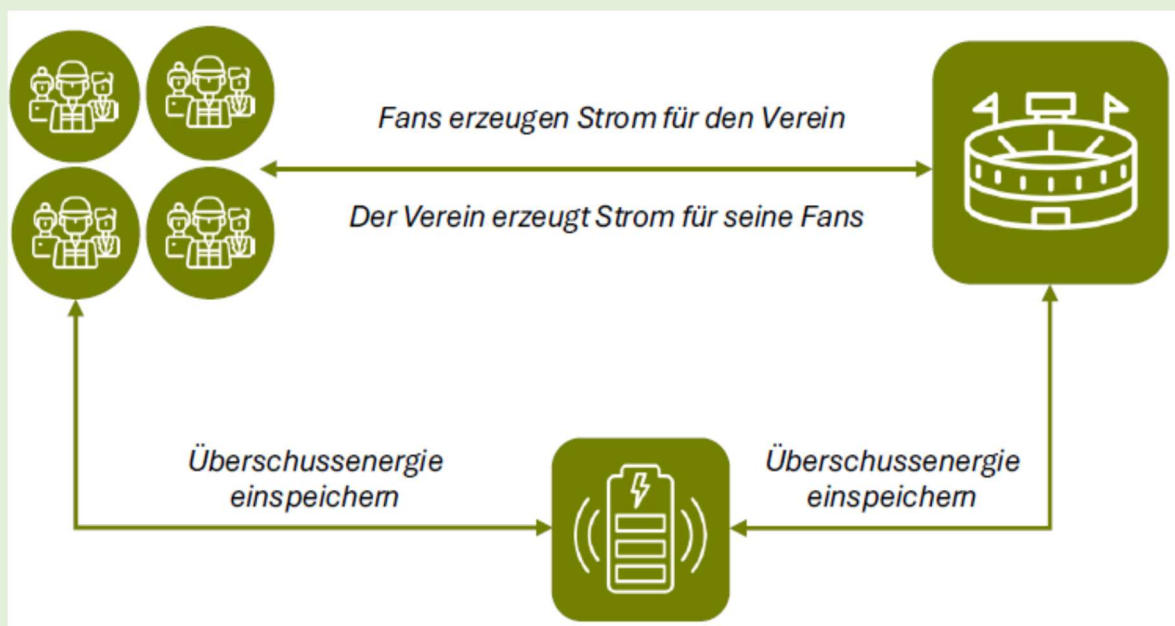 Fans erzeugen Strom für den Verein
Der Verein erzeugt Strom für seine Fans
Überschussenergie
einspeichern
Überschussenergie
einspeichern